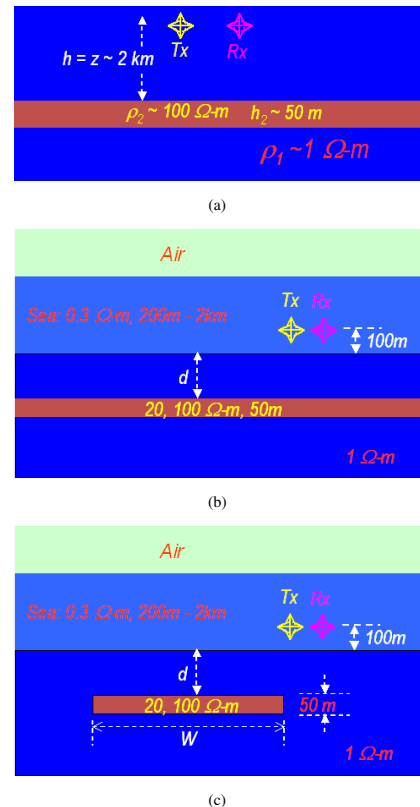 Tx Rx
h = z ~ 2 km
ρ2 ~ 100 Ω-m h2 ~ 50 m
ρ1 ~1 Ω-m
(a)
Air
Sea: 0.3 Ω-m, 200m - 2km
Tx Rx
100m
d
20, 100 Ω-m, 50m
1 Ω-m
(b)
Air
Sea: 0.3 Ω-m, 200m - 2km
Tx Rx
100m
d
20, 100 Ω-m
50 m
W
1 Ω-m
(c)